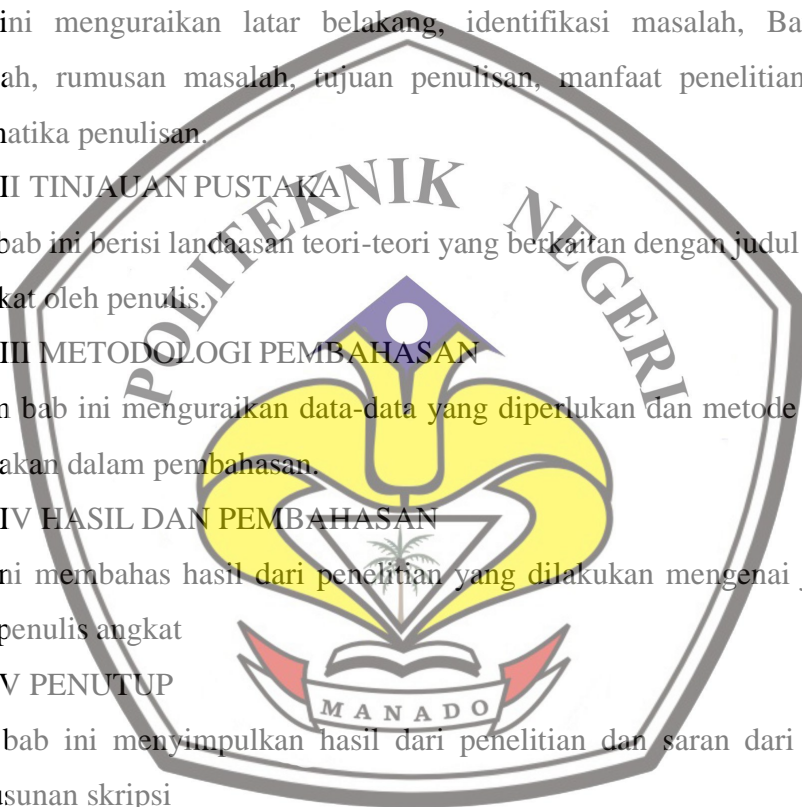 ini menguraikan latar belakang, identifikasi masalah, Ba
ah, rumusan masalah, tujuan penulisan, manfaat penelitian
atika penulisan.
II TINJAUAN PUSTAKA
bab ini berisi landaasan teori-teori yang berkaitan dengan judul
kat oleh penulis.
III METODOLOGI PEMBAHASAN
n bab ini menguraikan data-data yang diperlukan dan metode
akan dalam pembahasan.
IV HASIL DAN PEMBAHASAN
ni membahas hasil dari penelitian yang dilakukan mengenai
penulis angkat
V PENUTUP
bab ini menyimpulkan hasil dari penelitian dan saran dari
usunan skripsi
POLITEKNIK NEGERI
MANADO